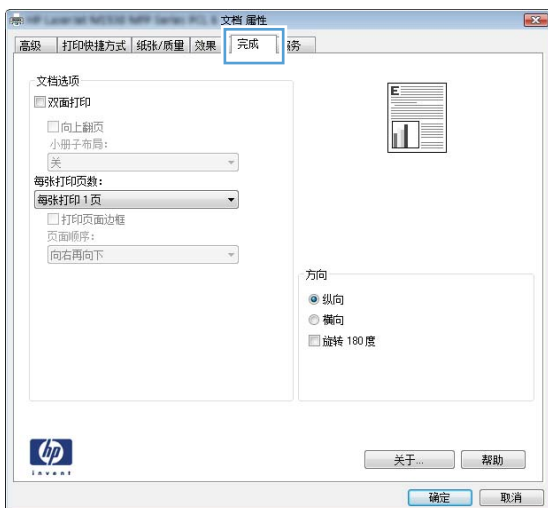 文档 属性
高级 打印快捷方式 纸张/质量 效果 完成 服务
文档选项
双面打印
向上翻页
小册子布局:
关
每张打印页数:
每张打印 1 页
打印页面边框
页面顺序:
向右再向下
E
方向
纵向
横向
旋转 180 度
hp
invent
关于... 帮助
确定 取消